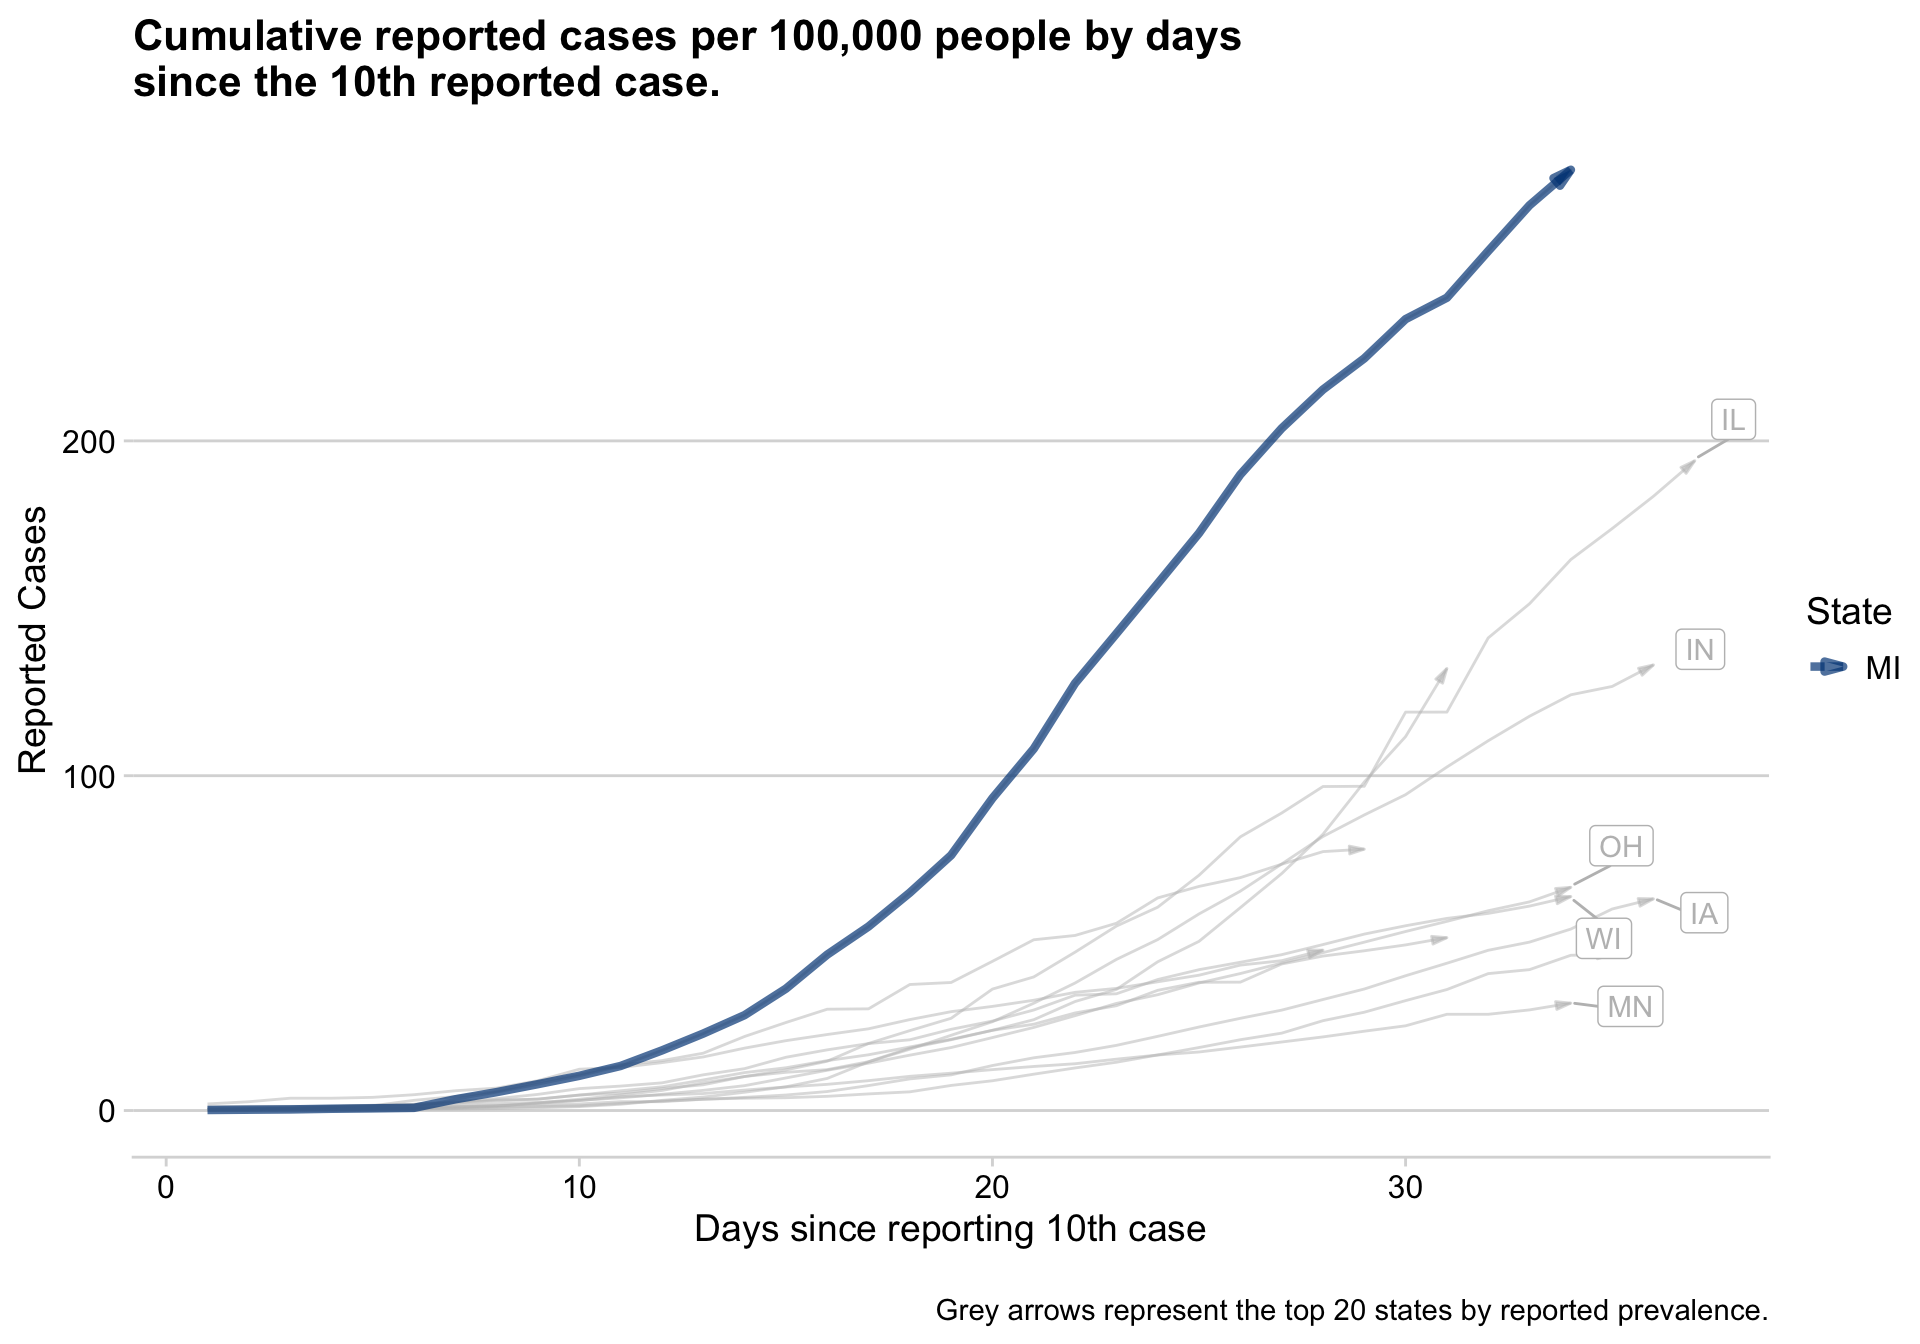 Cumulative reported cases per 100,000 people by days
since the 10th reported case.
Reported Cases
200
100
0
IL
IN
OH
IA
WI
MN
State
MI
0
10
20
30
Days since reporting 10th case
Grey arrows represent the top 20 states by reported prevalence.